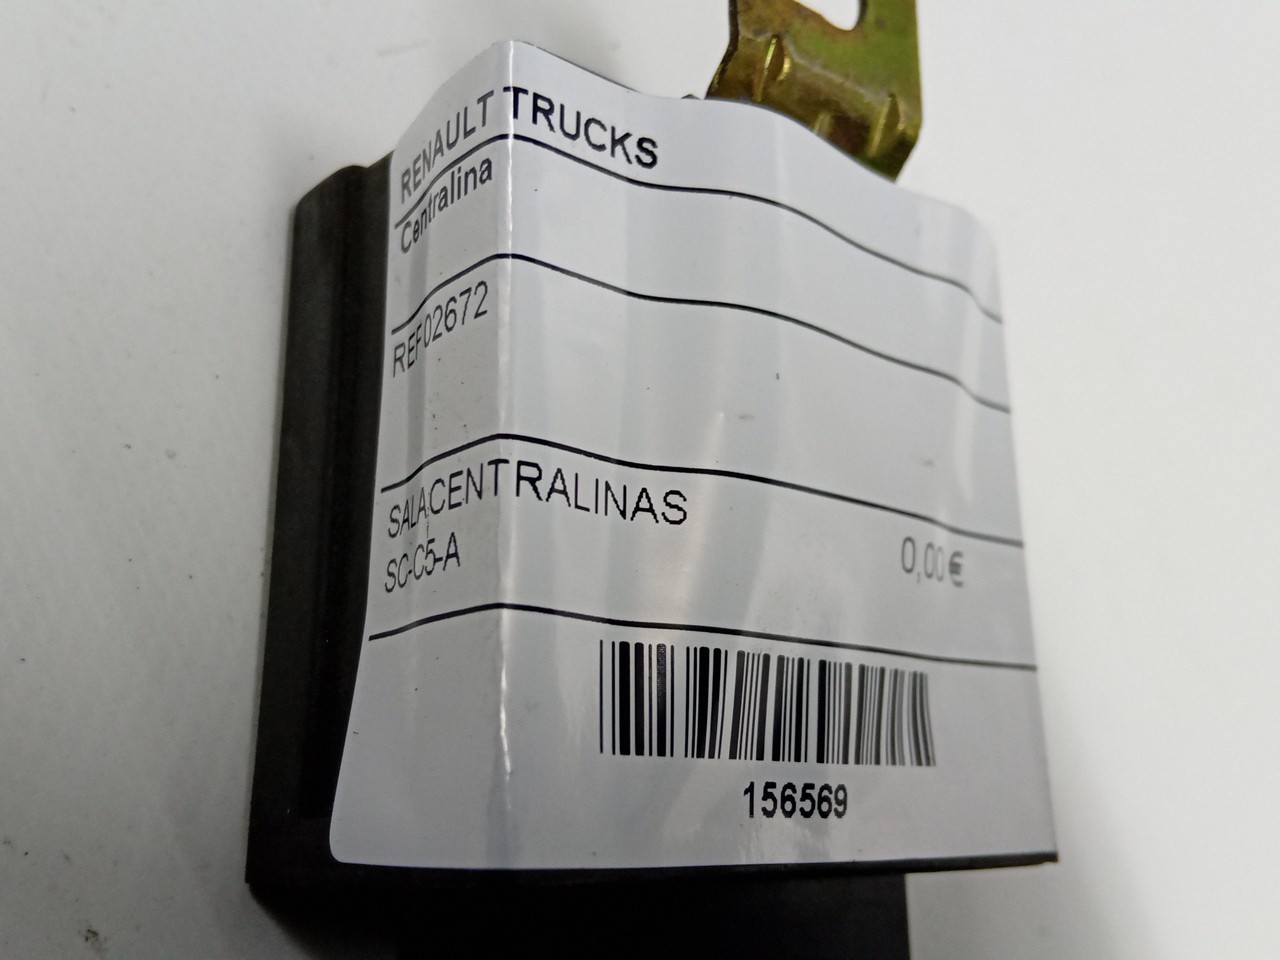 RENAULT TRUCKS
Centralina
REF02672
SALACENTRALINAS
SC-C5-A
0,00€
156569